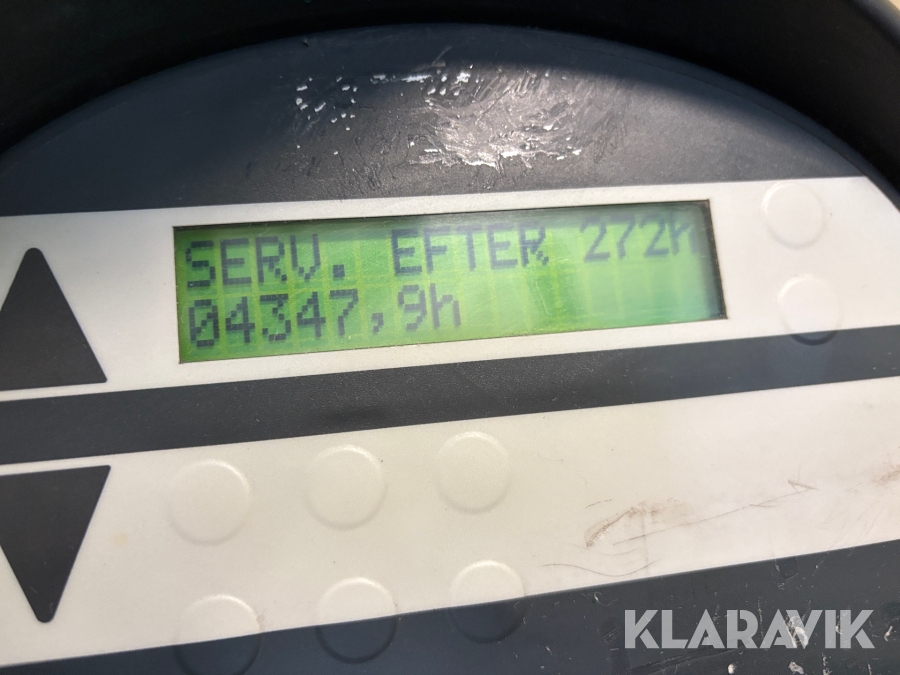 SERV. EFTER 272h
04347,9h
KLARAVIK